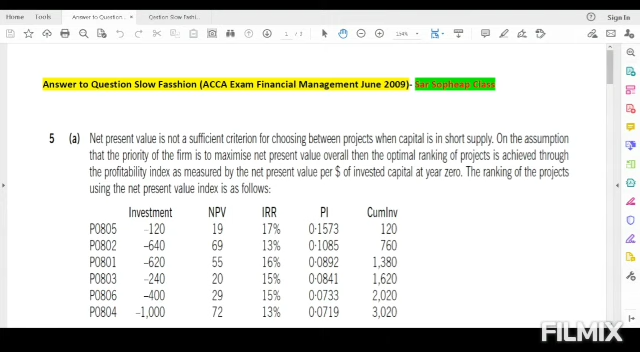 Home Tools Answer to Question... × Qestion Slow Fashi... Sign In
1 / 3 154%
Answer to Question Slow Fasshion (ACCA Exam Financial Management June 2009)- Sar Sopheap Class
5 (a) Net present value is not a sufficient criterion for choosing between projects when capital is in short supply. On the assumption
that the priority of the firm is to maximise net present value overall then the optimal ranking of projects is achieved through
the profitability index as measured by the net present value per $ of invested capital at year zero. The ranking of the projects
using the net present value index is as follows:
Investment NPV IRR PI CumInv
P0805 –120 19 17% 0·1573 120
P0802 –640 69 13% 0·1085 760
P0801 –620 55 16% 0·0892 1,380
P0803 –240 20 15% 0·0841 1,620
P0806 –400 29 15% 0·0733 2,020
P0804 –1,000 72 13% 0·0719 3,020
FILMIX